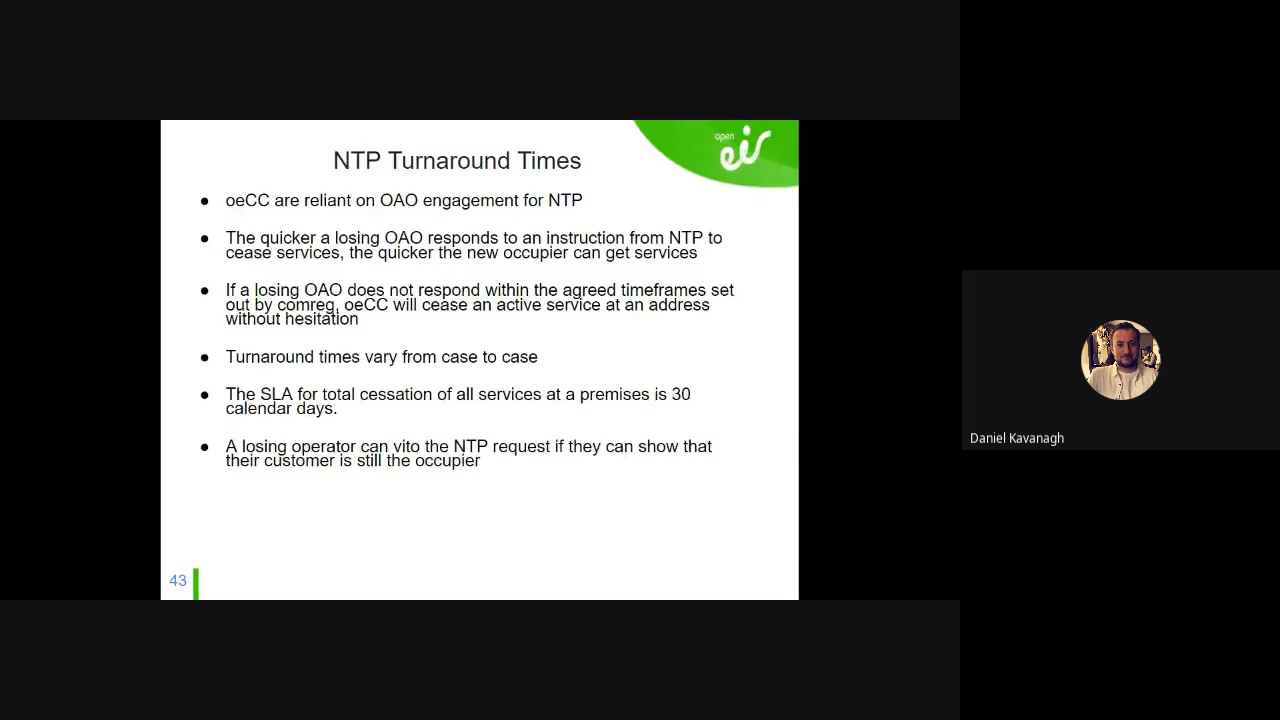 open
eir
NTP Turnaround Times
● oeCC are reliant on OAO engagement for NTP
● The quicker a losing OAO responds to an instruction from NTP to
cease services, the quicker the new occupier can get services
● If a losing OAO does not respond within the agreed timeframes set
out by comreg, oeCC will cease an active service at an address
without hesitation
● Turnaround times vary from case to case
● The SLA for total cessation of all services at a premises is 30
calendar days.
● A losing operator can vito the NTP request if they can show that
their customer is still the occupier
43
Daniel Kavanagh